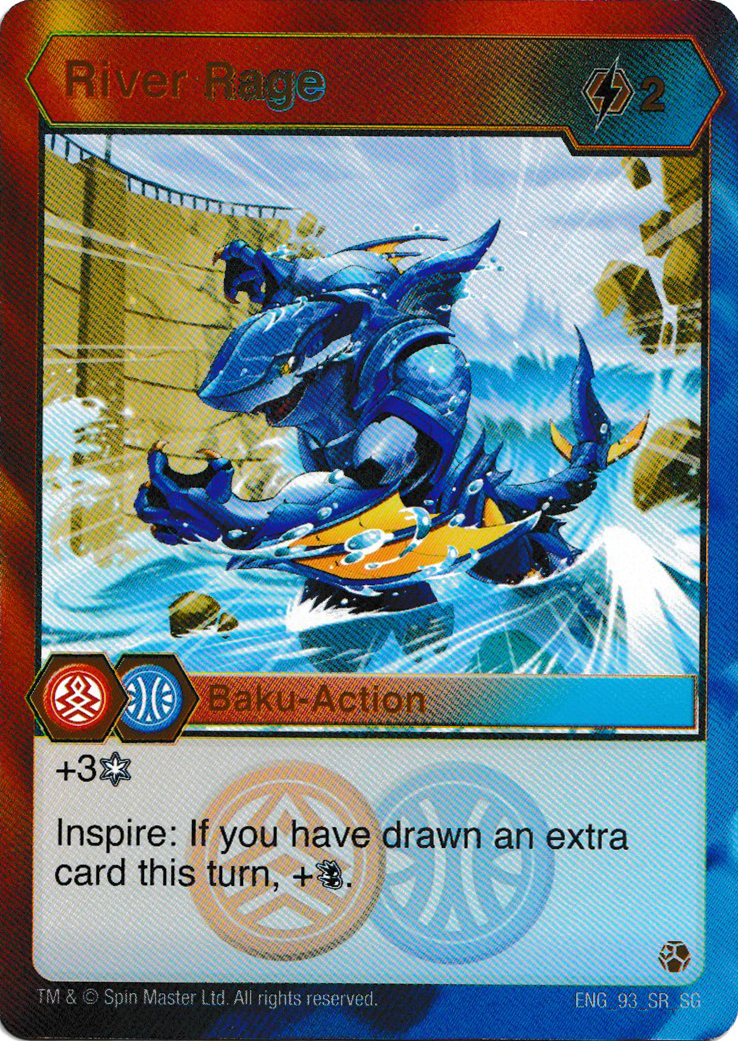 River Rage
2
Baku-Action
+3
Inspire: If you have drawn an extra
card this turn, + .
TM & © Spin Master Ltd. All rights reserved.
ENG_93_SR_SG